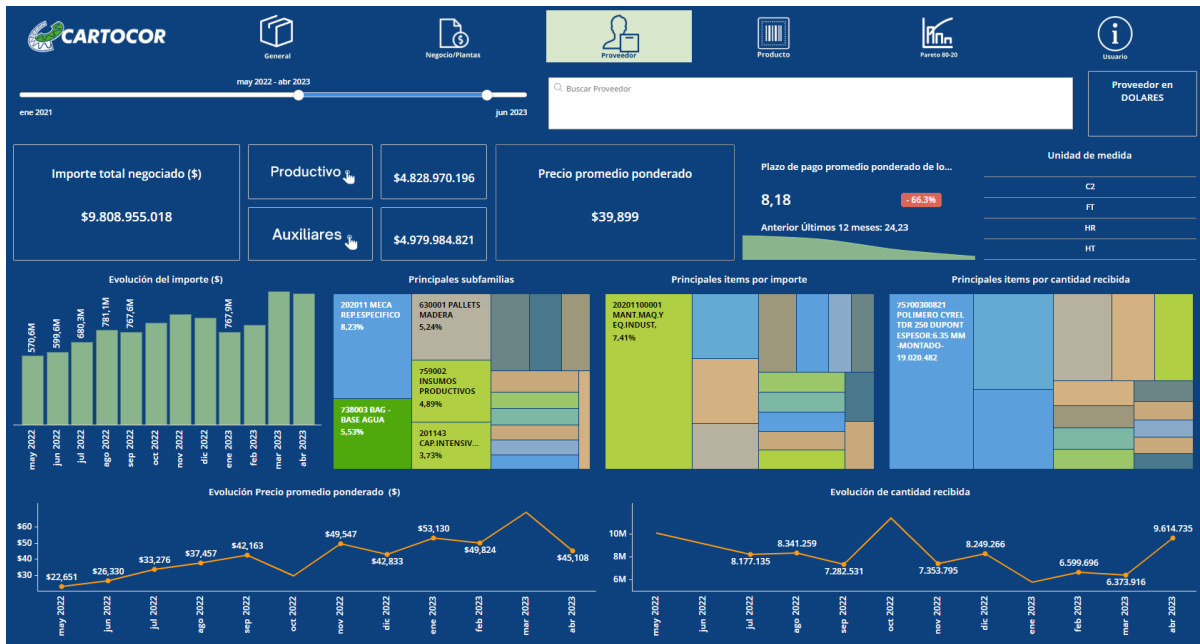 CARTOCOR
General
Negocio/Plantas
Proveedor
Producto
Pareto 80-20
Usuario
may 2022 - abr 2023
ene 2021
jun 2023
Buscar Proveedor
Proveedor en
DOLARES
Importe total negociado ($)
$9.808.955.018
Productivo
$4.828.970.196
Auxiliares
$4.979.984.821
Precio promedio ponderado
$39,899
Plazo de pago promedio ponderado de lo...
8,18
- 66.3%
Anterior Últimos 12 meses: 24,23
Unidad de medida
C2
FT
HR
HT
Evolución del importe ($)
570,6M
599,6M
680,3M
781,1M
767,6M
767,9M
may 2022
jun 2022
jul 2022
ago 2022
sep 2022
oct 2022
nov 2022
dic 2022
ene 2023
feb 2023
mar 2023
abr 2023
Principales subfamilias
202011 MECA
REP.ESPECIFICO
8,23%
738003 BAG -
BASE AGUA
5,53%
630001 PALLETS
MADERA
5,24%
759002
INSUMOS
PRODUCTIVOS
4,89%
201143
CAP.INTENSIV...
3,73%
Principales items por importe
20201100001
MANT.MAQ.Y
EQ.INDUST,
7,41%
Principales items por cantidad recibida
75700300821
POLIMERO CYREL
TDR 250 DUPONT
ESPESOR:6.35 MM
-MONTADO-
19.020.482
Evolución Precio promedio ponderado ($)
$60
$50
$40
$30
$22,651
$26,330
$33,276
$37,457
$42,163
$49,547
$42,833
$53,130
$49,824
$45,108
may 2022
jun 2022
jul 2022
ago 2022
sep 2022
oct 2022
nov 2022
dic 2022
ene 2023
feb 2023
mar 2023
abr 2023
Evolución de cantidad recibida
10M
8M
6M
8.177.135
8.341.259
7.282.531
7.353.795
8.249.266
6.599.696
6.373.916
9.614.735
may 2022
jun 2022
jul 2022
ago 2022
sep 2022
oct 2022
nov 2022
dic 2022
ene 2023
feb 2023
mar 2023
abr 2023